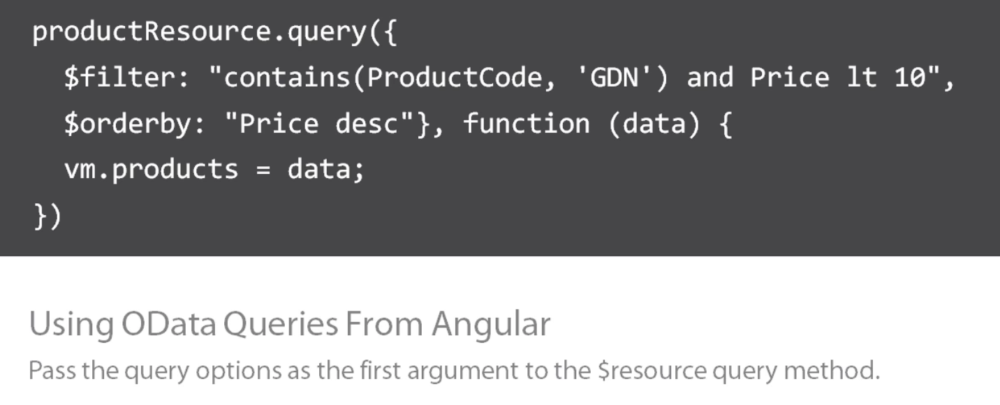 productResource.query({
  $filter: "contains(ProductCode, 'GDN') and Price lt 10",
  $orderby: "Price desc"}, function (data) {
  vm.products = data;
})
Using OData Queries From Angular
Pass the query options as the first argument to the $resource query method.